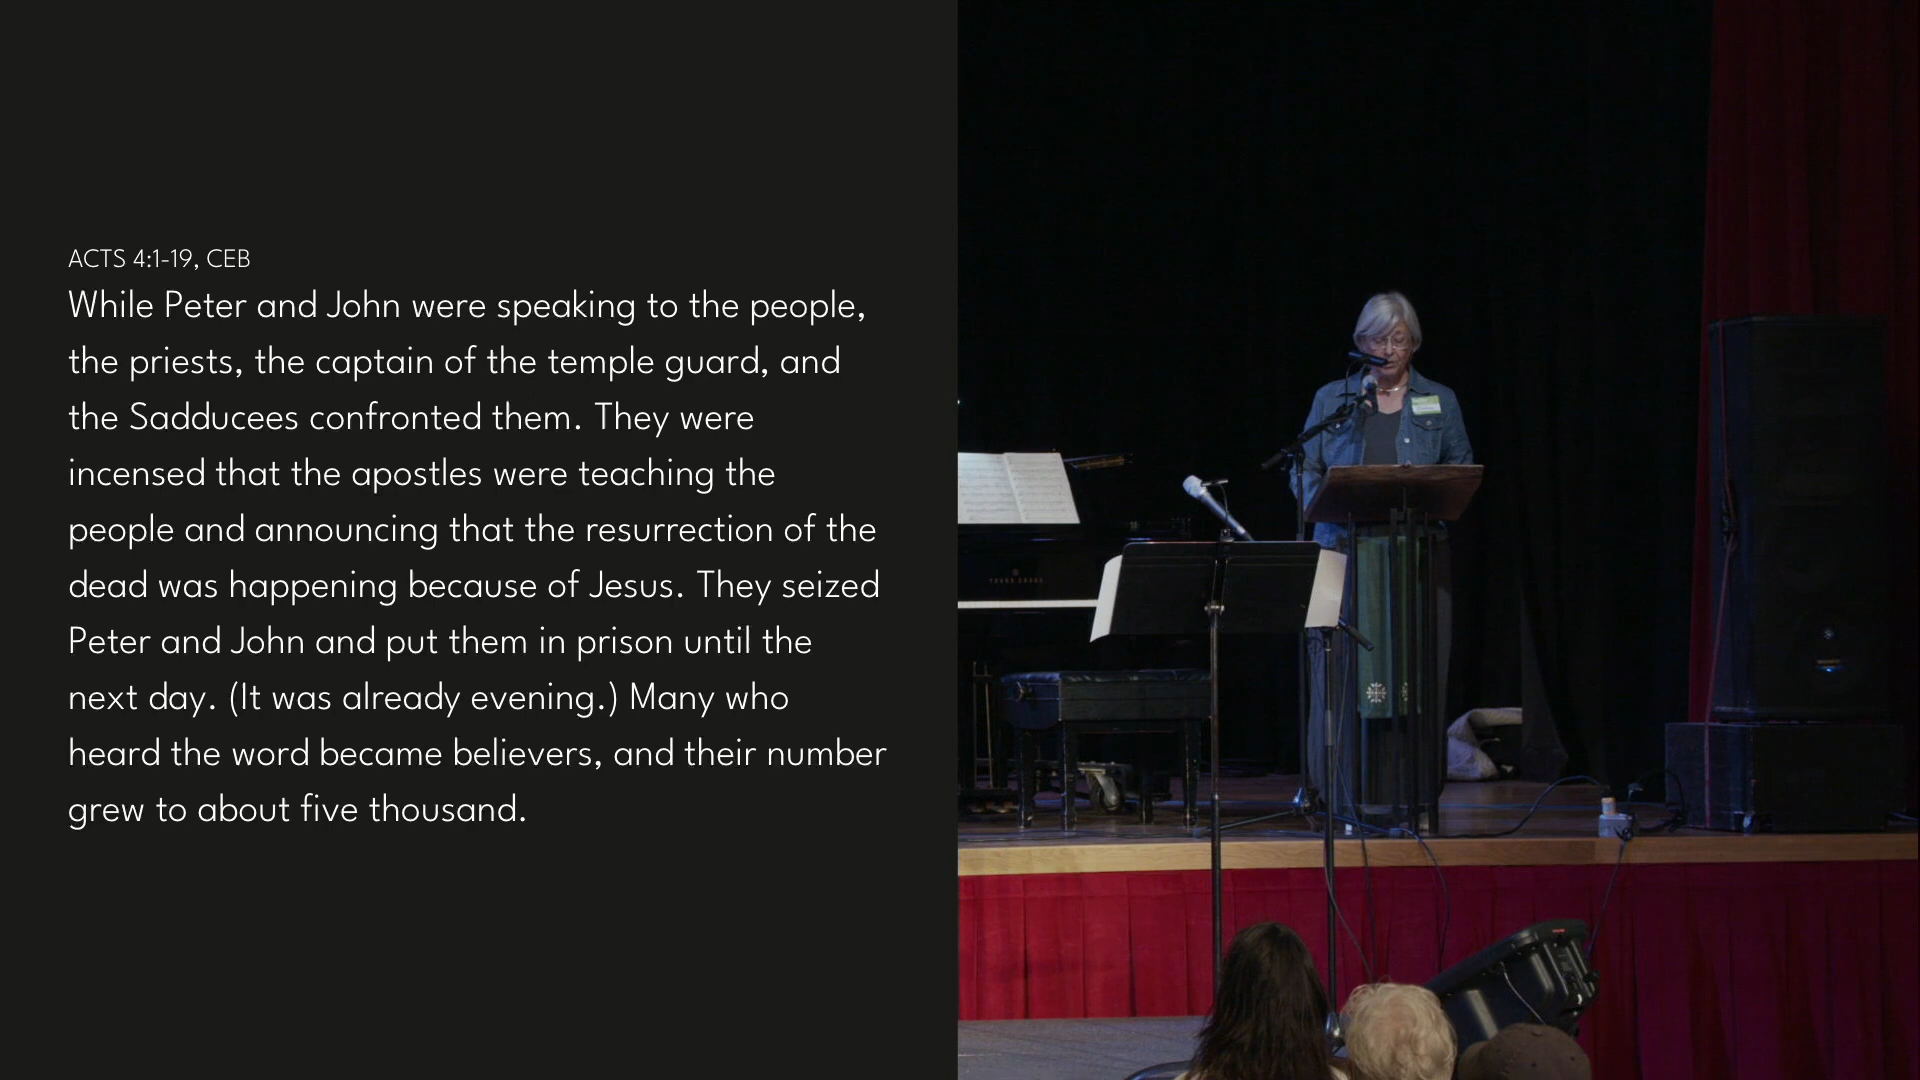 ACTS 4:1-19, CEB
While Peter and John were speaking to the people,
the priests, the captain of the temple guard, and
the Sadducees confronted them. They were
incensed that the apostles were teaching the
people and announcing that the resurrection of the
dead was happening because of Jesus. They seized
Peter and John and put them in prison until the
next day. (It was already evening.) Many who
heard the word became believers, and their number
grew to about five thousand.